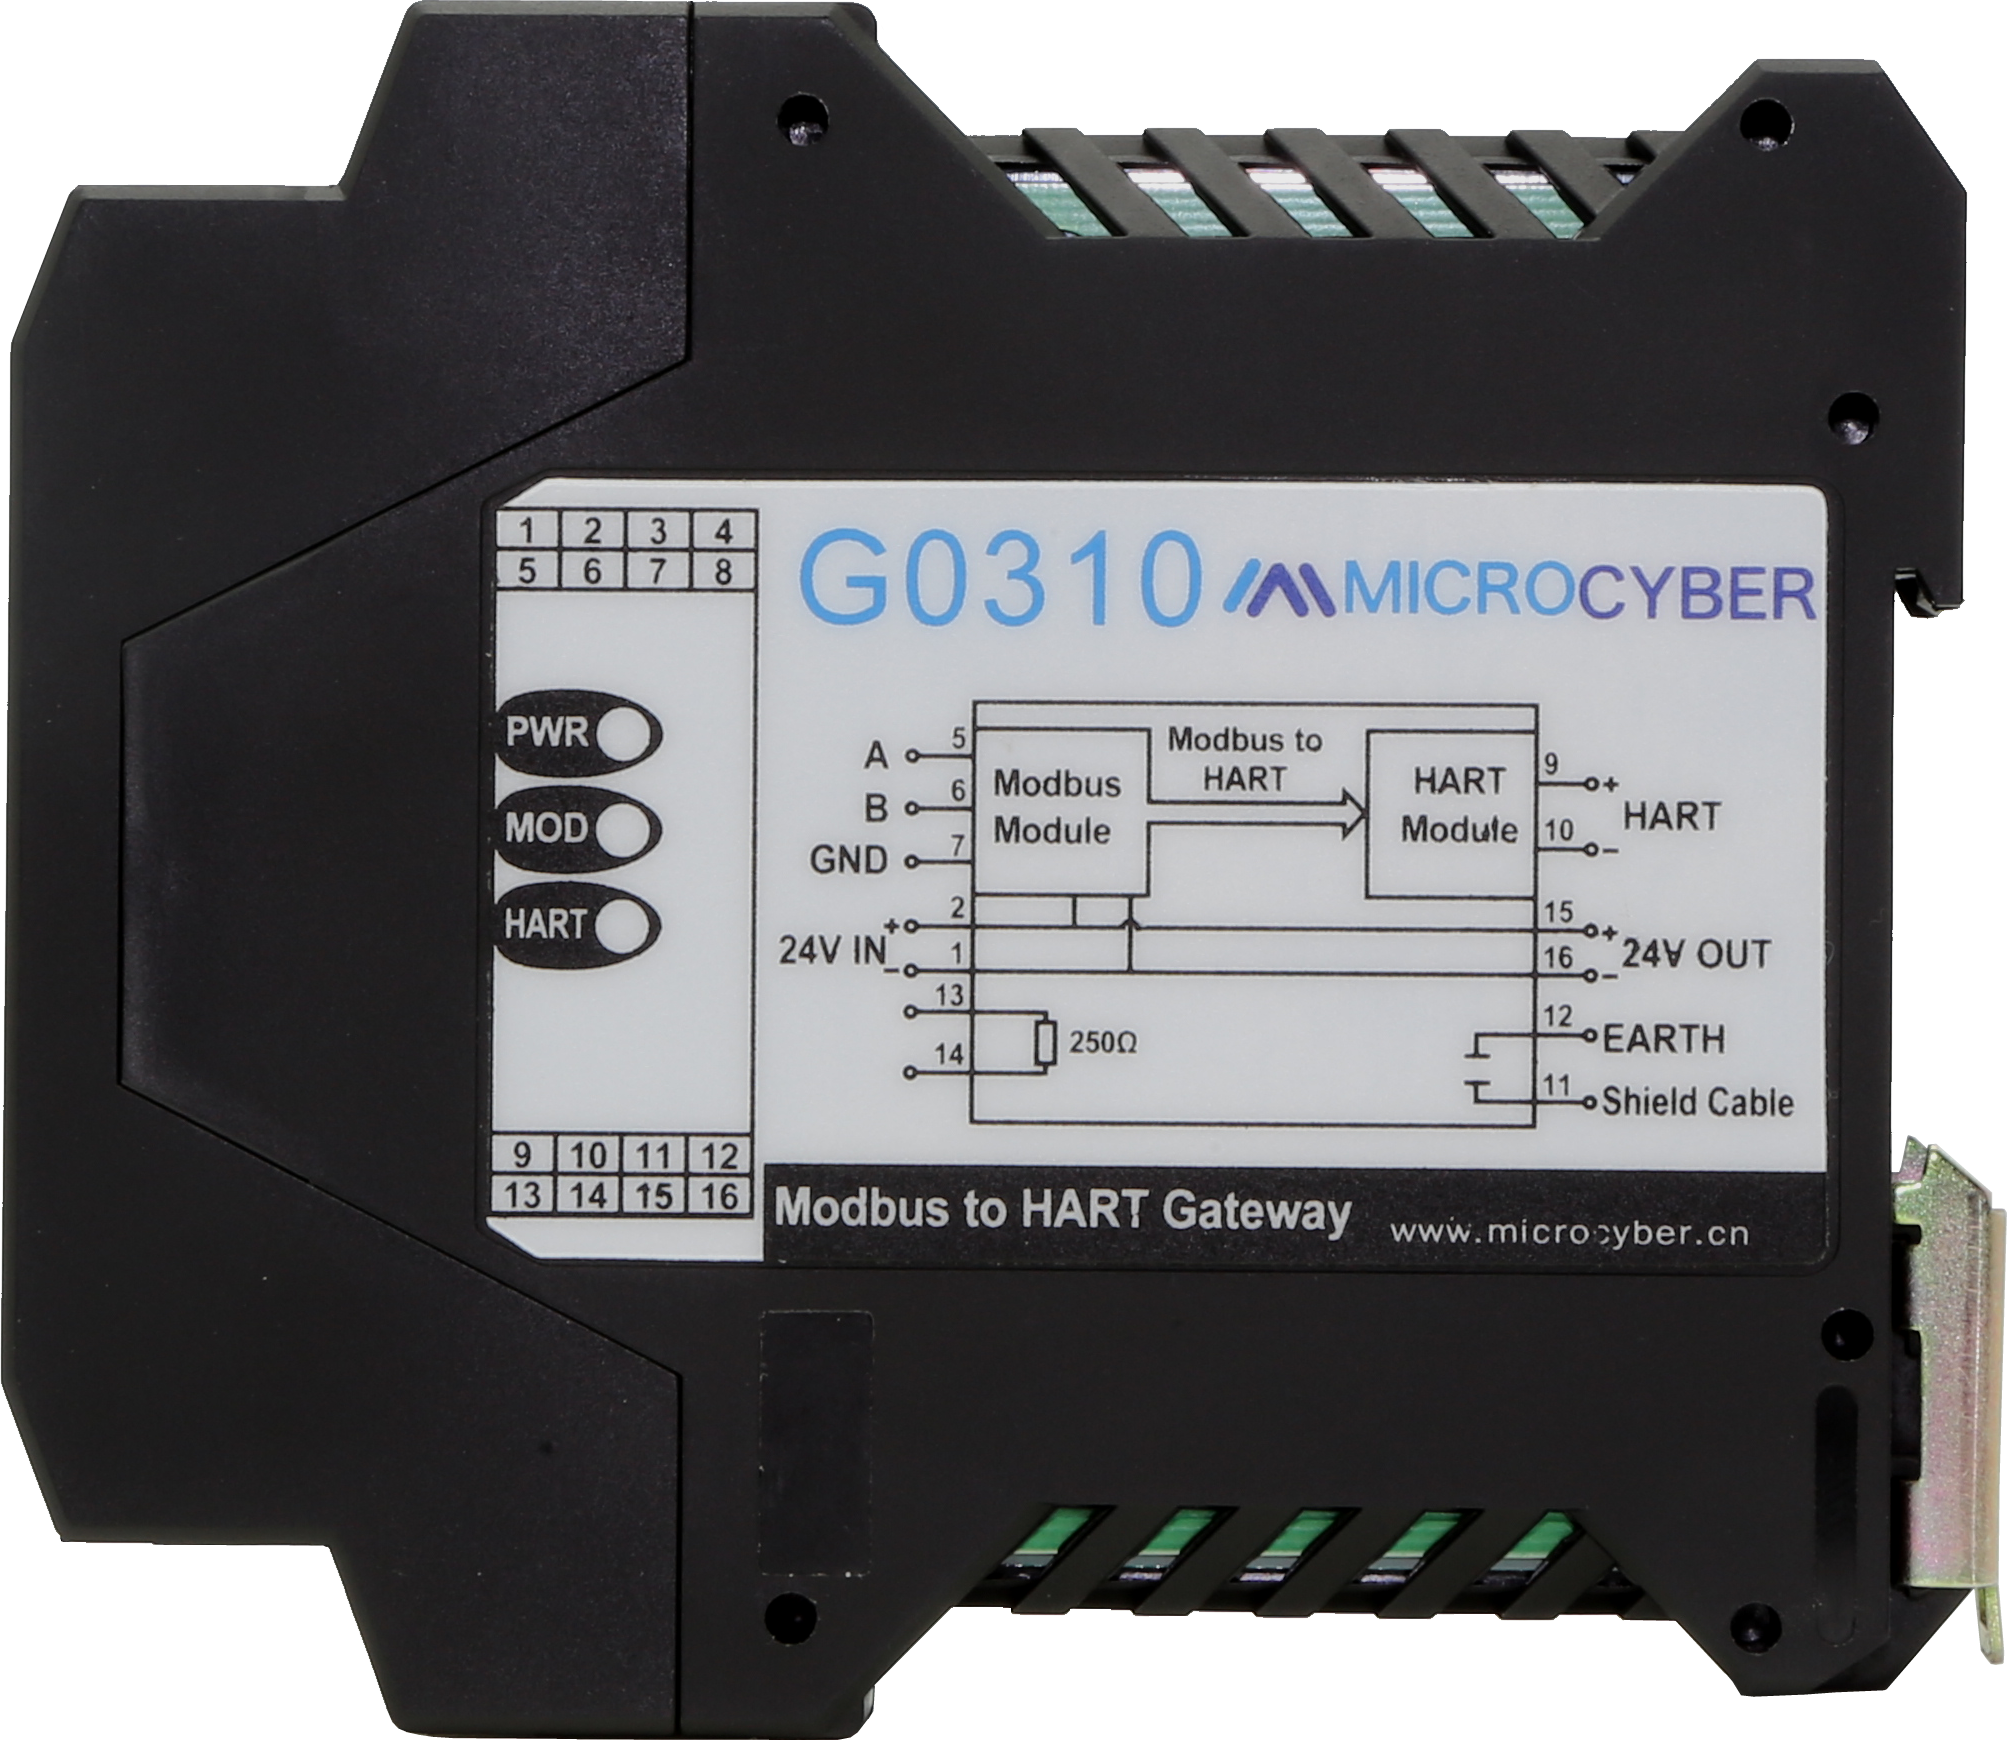 1 2 3 4
5 6 7 8
G0310 MICROCYBER
PWR
MOD
HART
A 5
B 6
GND 7
Modbus
Module
Modbus to
HART
HART
Module
9 +
10 -
HART
+ 2
24V IN
- 1
15 +
24V OUT
16 -
13
14
250Ω
12 EARTH
11 Shield Cable
9 10 11 12
13 14 15 16
Modbus to HART Gateway
www.microcyber.cn